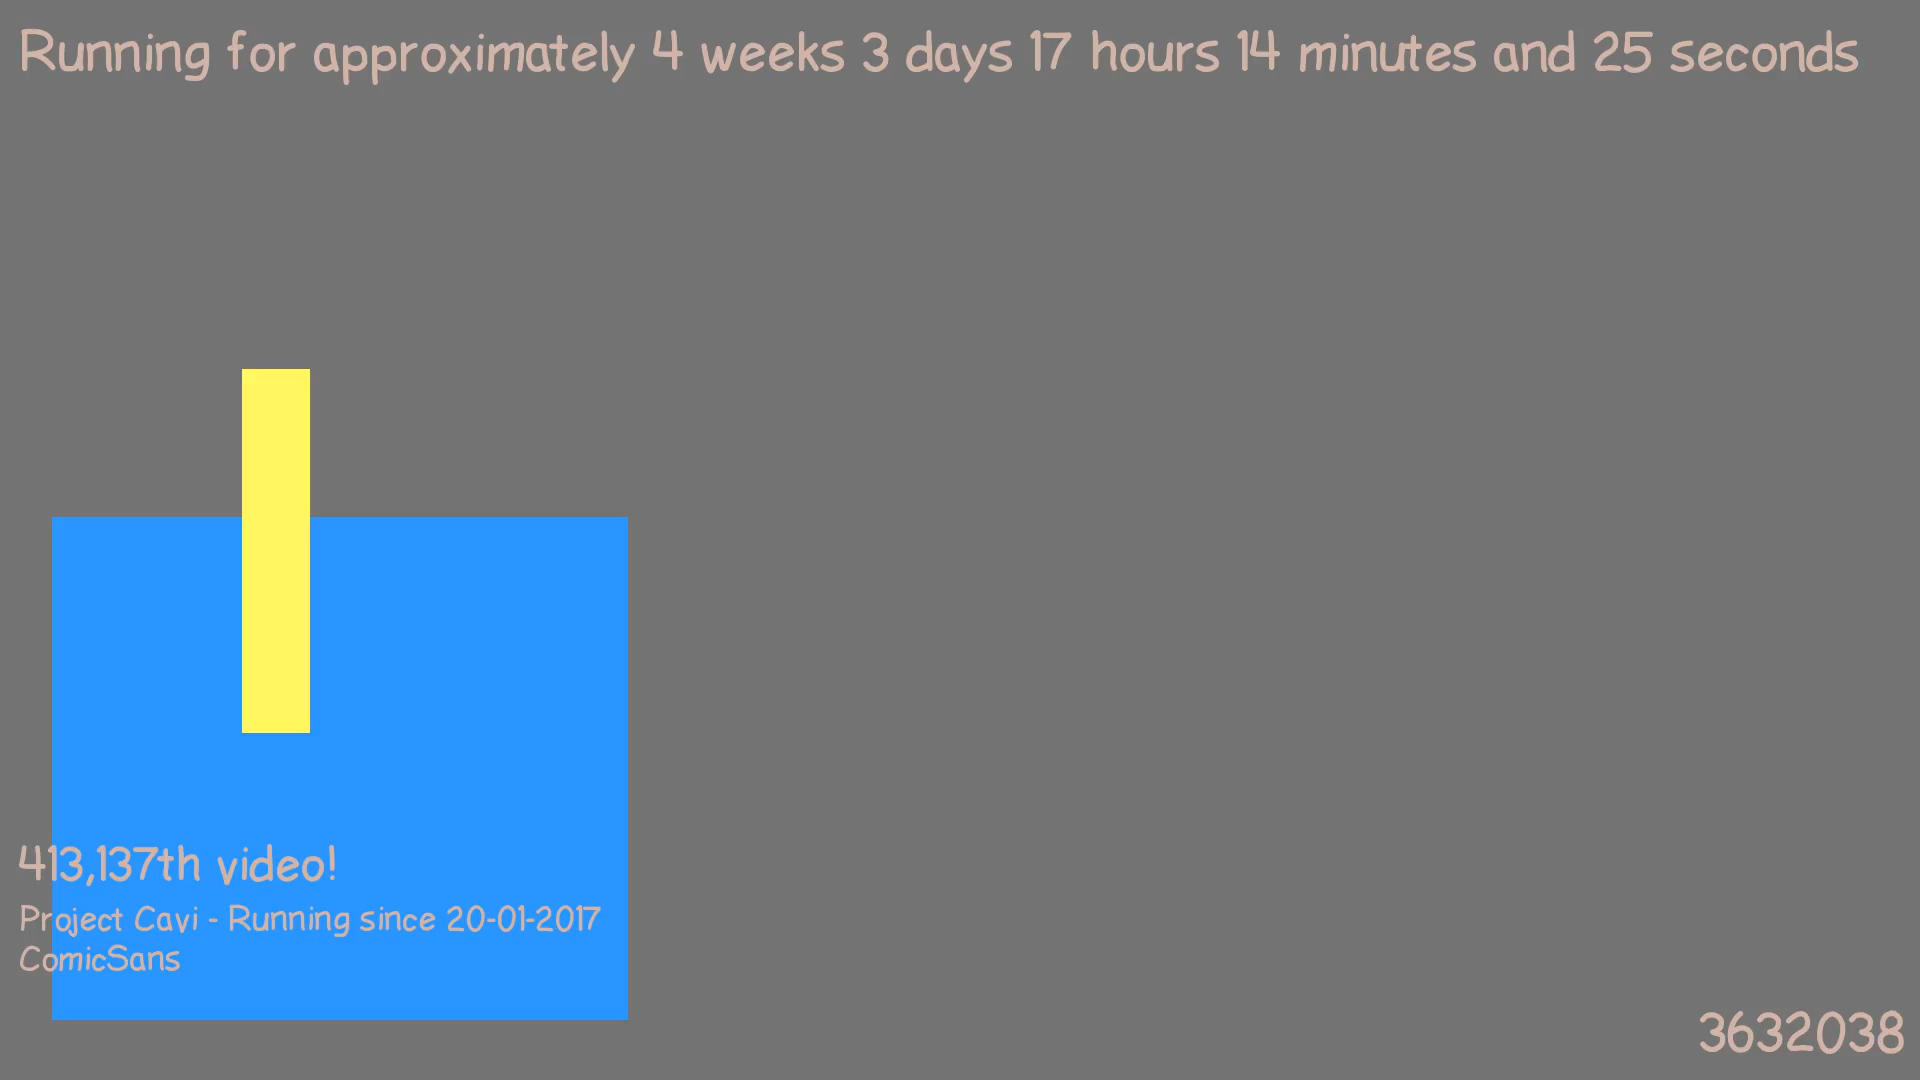 Running for approximately 4 weeks 3 days 17 hours 14 minutes and 25 seconds
413,137th video!
Project Cavi - Running since 20-01-2017
ComicSans
3632038